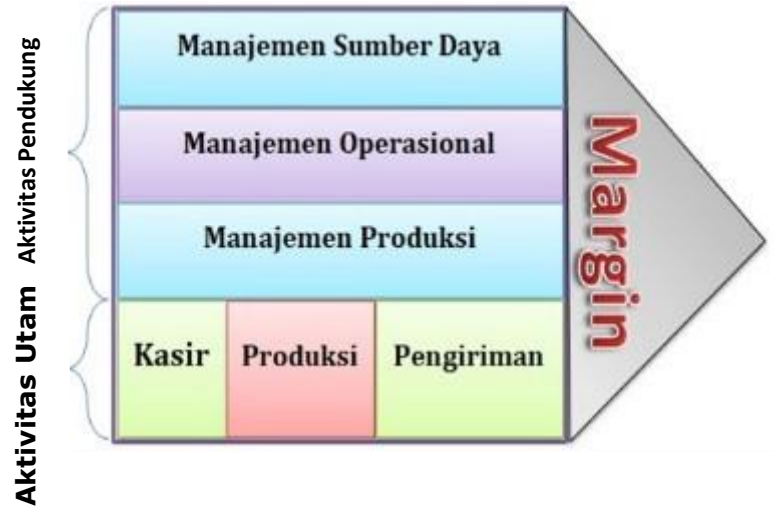 Aktivitas Pendukung
Manajemen Sumber Daya
Manajemen Operasional
Manajemen Produksi
Aktivitas Utam
Kasir
Produksi
Pengiriman
Margin